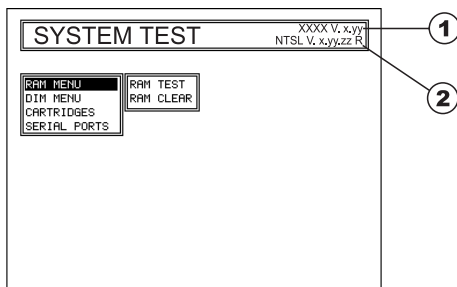 SYSTEM TEST
XXXX V. x.yy
NTSL V. x.yy.zz R
1
2
RAM MENU
DIM MENU
CARTRIDGES
SERIAL PORTS
RAM TEST
RAM CLEAR